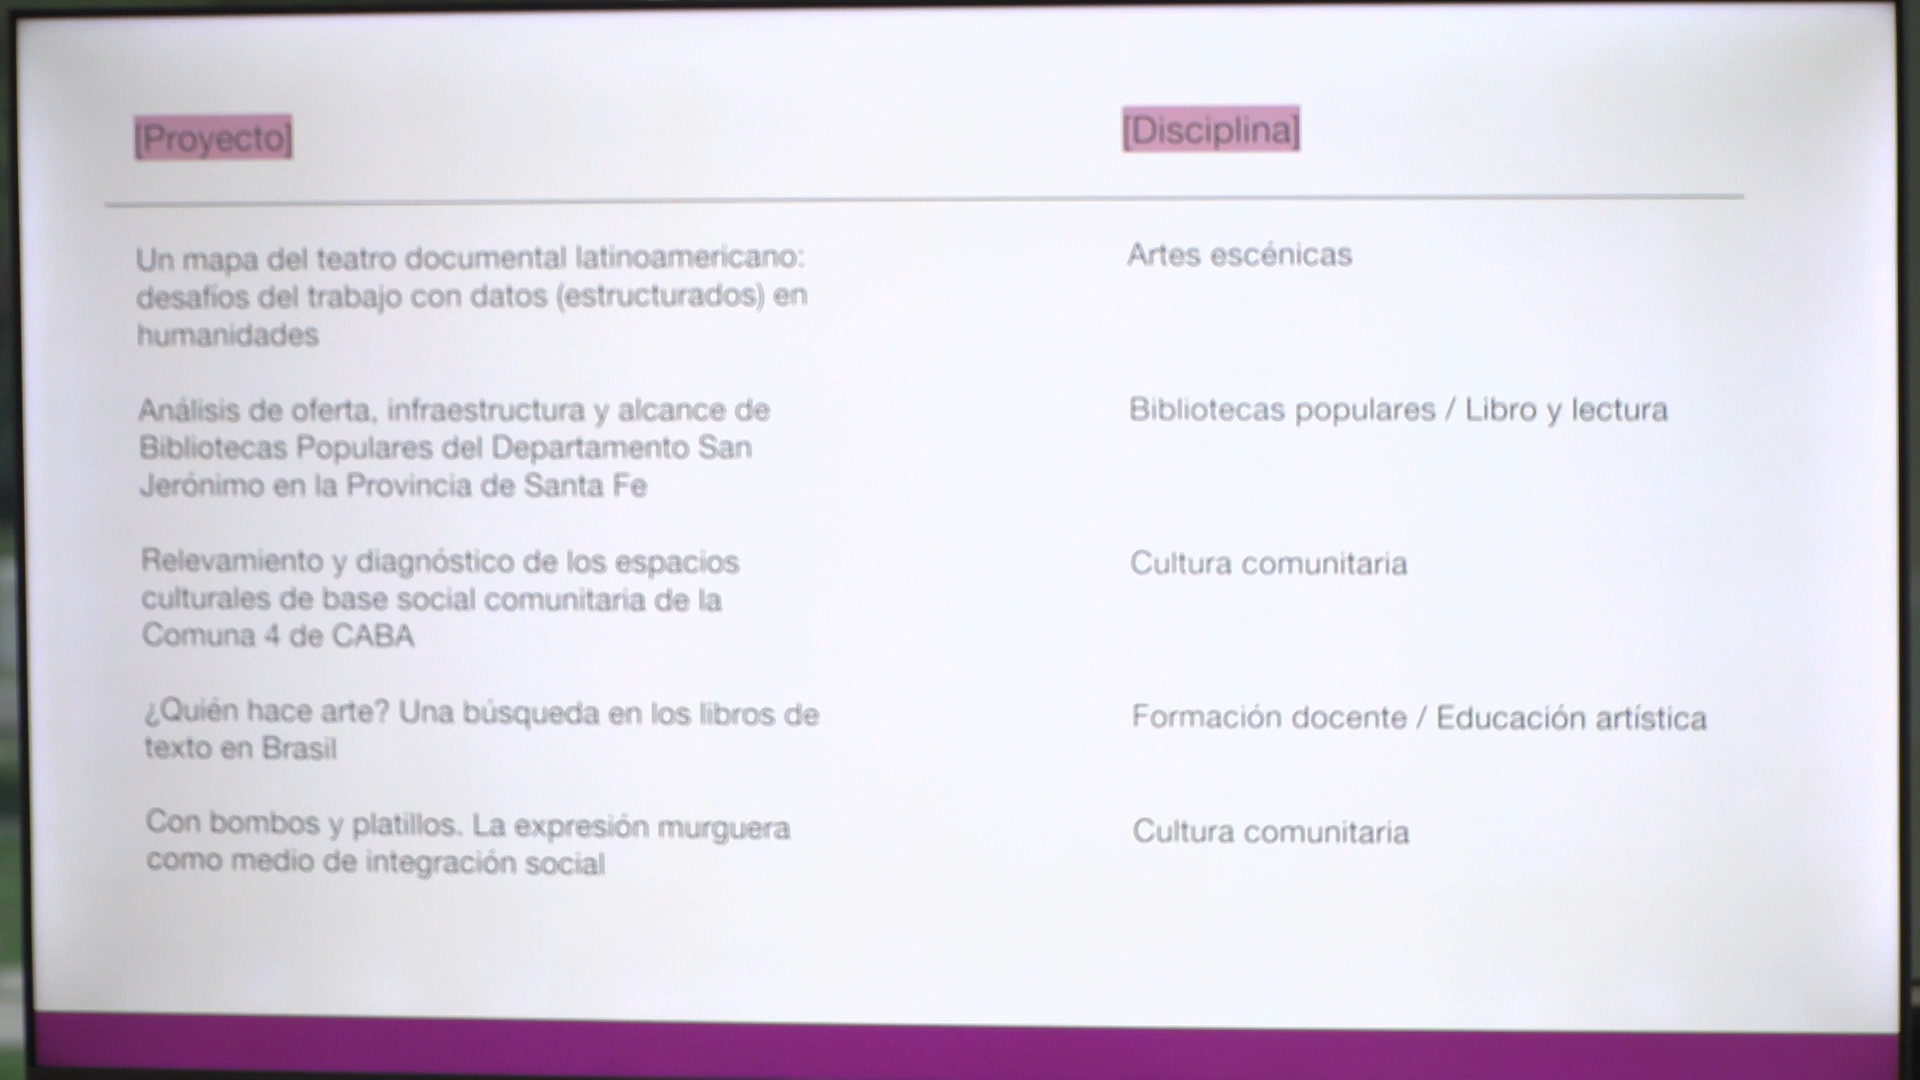 [Proyecto]
[Disciplina]
Un mapa del teatro documental latinoamericano:
desafíos del trabajo con datos (estructurados) en
humanidades
Artes escénicas
Análisis de oferta, infraestructura y alcance de
Bibliotecas Populares del Departamento San
Jerónimo en la Provincia de Santa Fe
Bibliotecas populares / Libro y lectura
Relevamiento y diagnóstico de los espacios
culturales de base social comunitaria de la
Comuna 4 de CABA
Cultura comunitaria
¿Quién hace arte? Una búsqueda en los libros de
texto en Brasil
Formación docente / Educación artística
Con bombos y platillos. La expresión murguera
como medio de integración social
Cultura comunitaria